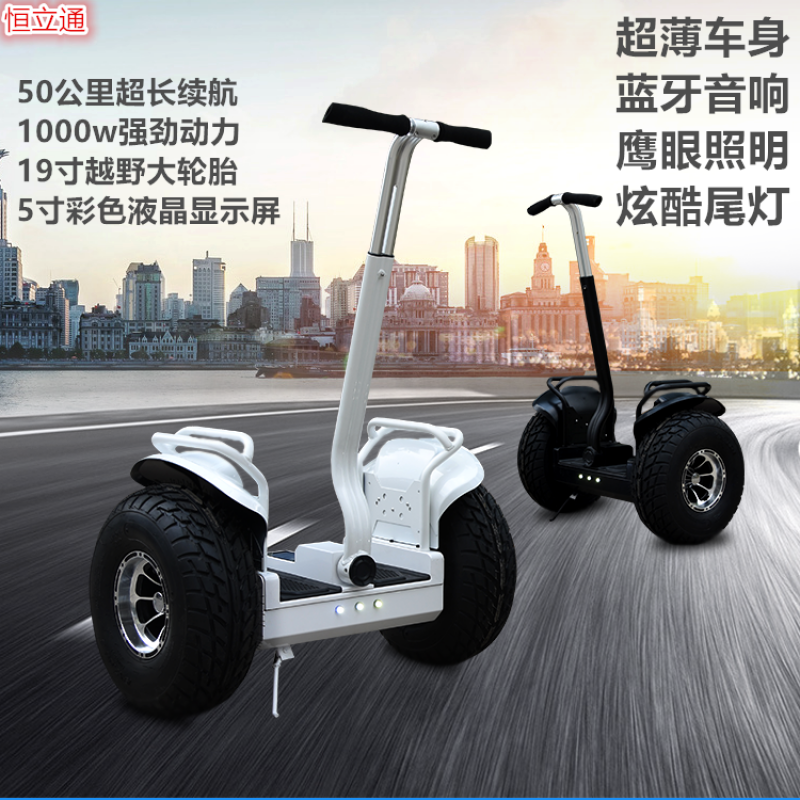 恒立通
50公里超长续航
1000w强劲动力
19寸越野大轮胎
5寸彩色液晶显示屏
超薄车身
蓝牙音响
鹰眼照明
炫酷尾灯